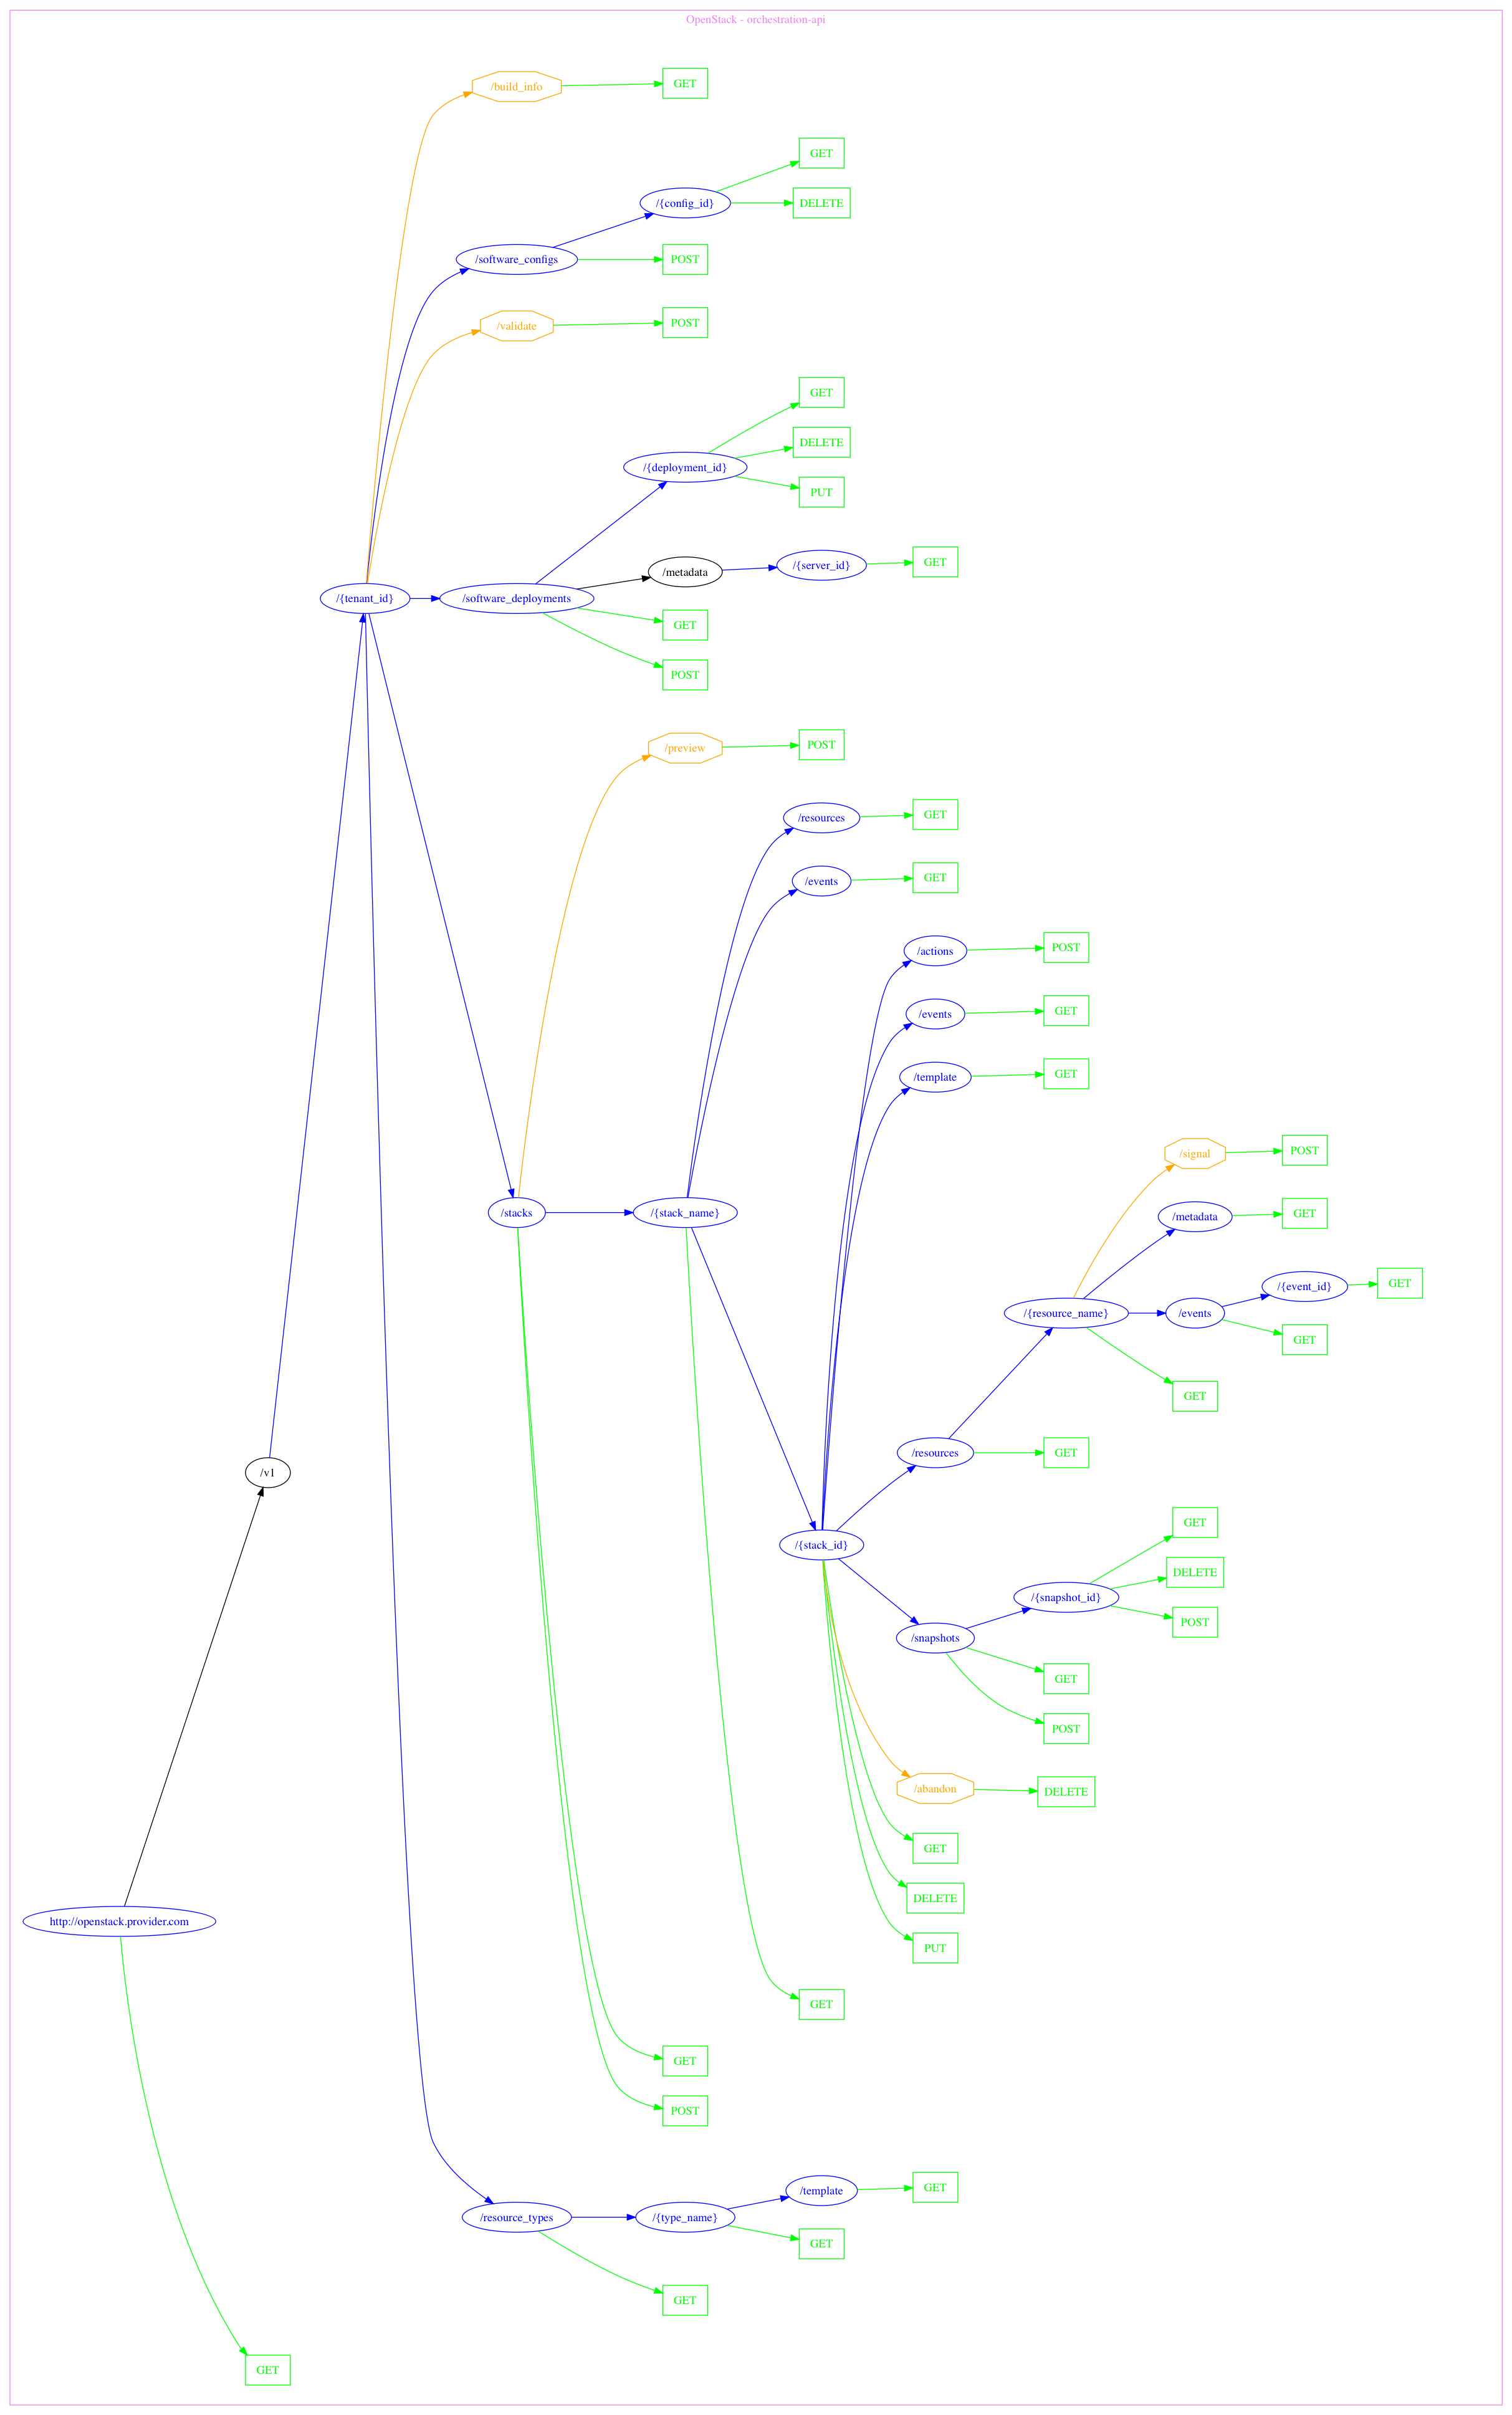 OpenStack - orchestration-api
/build_info
GET
GET
/{config_id}
DELETE
/software_configs
POST
/validate
POST
GET
DELETE
/{deployment_id}
PUT
GET
/{server_id}
/metadata
/{tenant_id}
/software_deployments
GET
POST
/preview
POST
/resources
GET
/events
GET
/actions
POST
/events
GET
/template
GET
/signal
POST
/stacks
/{stack_name}
/metadata
GET
/{event_id}
GET
/{resource_name}
/events
GET
GET
/resources
GET
/v1
GET
/{stack_id}
DELETE
/{snapshot_id}
POST
/snapshots
GET
POST
/abandon
DELETE
GET
DELETE
http://openstack.provider.com
PUT
GET
GET
POST
/template
GET
/resource_types
/{type_name}
GET
GET
GET